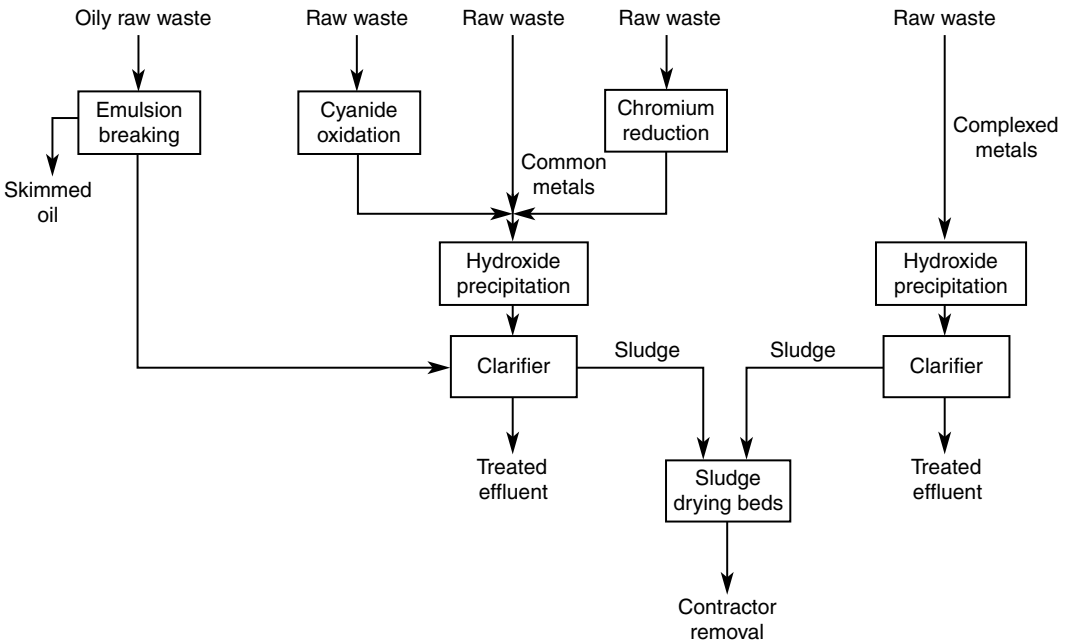 Oily raw waste
Raw waste
Raw waste
Raw waste
Raw waste
Emulsion
breaking
Cyanide
oxidation
Chromium
reduction
Complexed
metals
Common
metals
Skimmed
oil
Hydroxide
precipitation
Hydroxide
precipitation
Clarifier
Sludge
Sludge
Clarifier
Treated
effluent
Sludge
drying beds
Treated
effluent
Contractor
removal